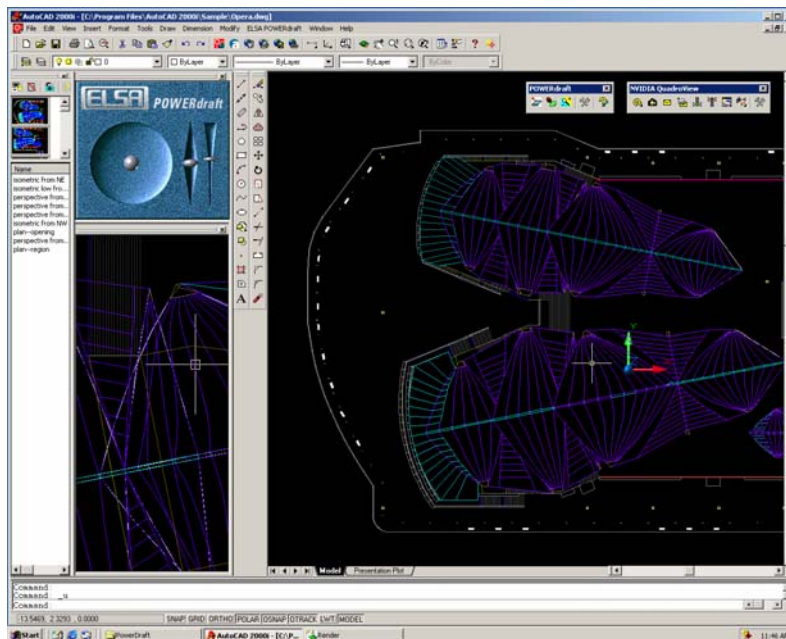 AutoCAD 2000i - [C:\Program Files\AutoCAD 2000i\Sample\Opera.dwg]
File Edit View Insert Format Tools Draw Dimension Modify ELSA POWERdraft Window Help
0 ByLayer ByLayer ByLayer ByColor
ELSA POWERdraft
POWERdraft
NVIDIA QuadroView
Name
isometric from NE
isometric low fro...
perspective from...
perspective from...
perspective from...
isometric from NW
plan--opening
perspective from...
plan--region
A
Y
Model Presentation Plot
Command:
Command: _u
Command:
-13.5469, 2.3293, 0.0000 SNAP GRID ORTHO POLAR OSNAP OTRACK LWT MODEL
Start PowerDraft AutoCAD 2000i - [C:\P... Render 11:46 AM